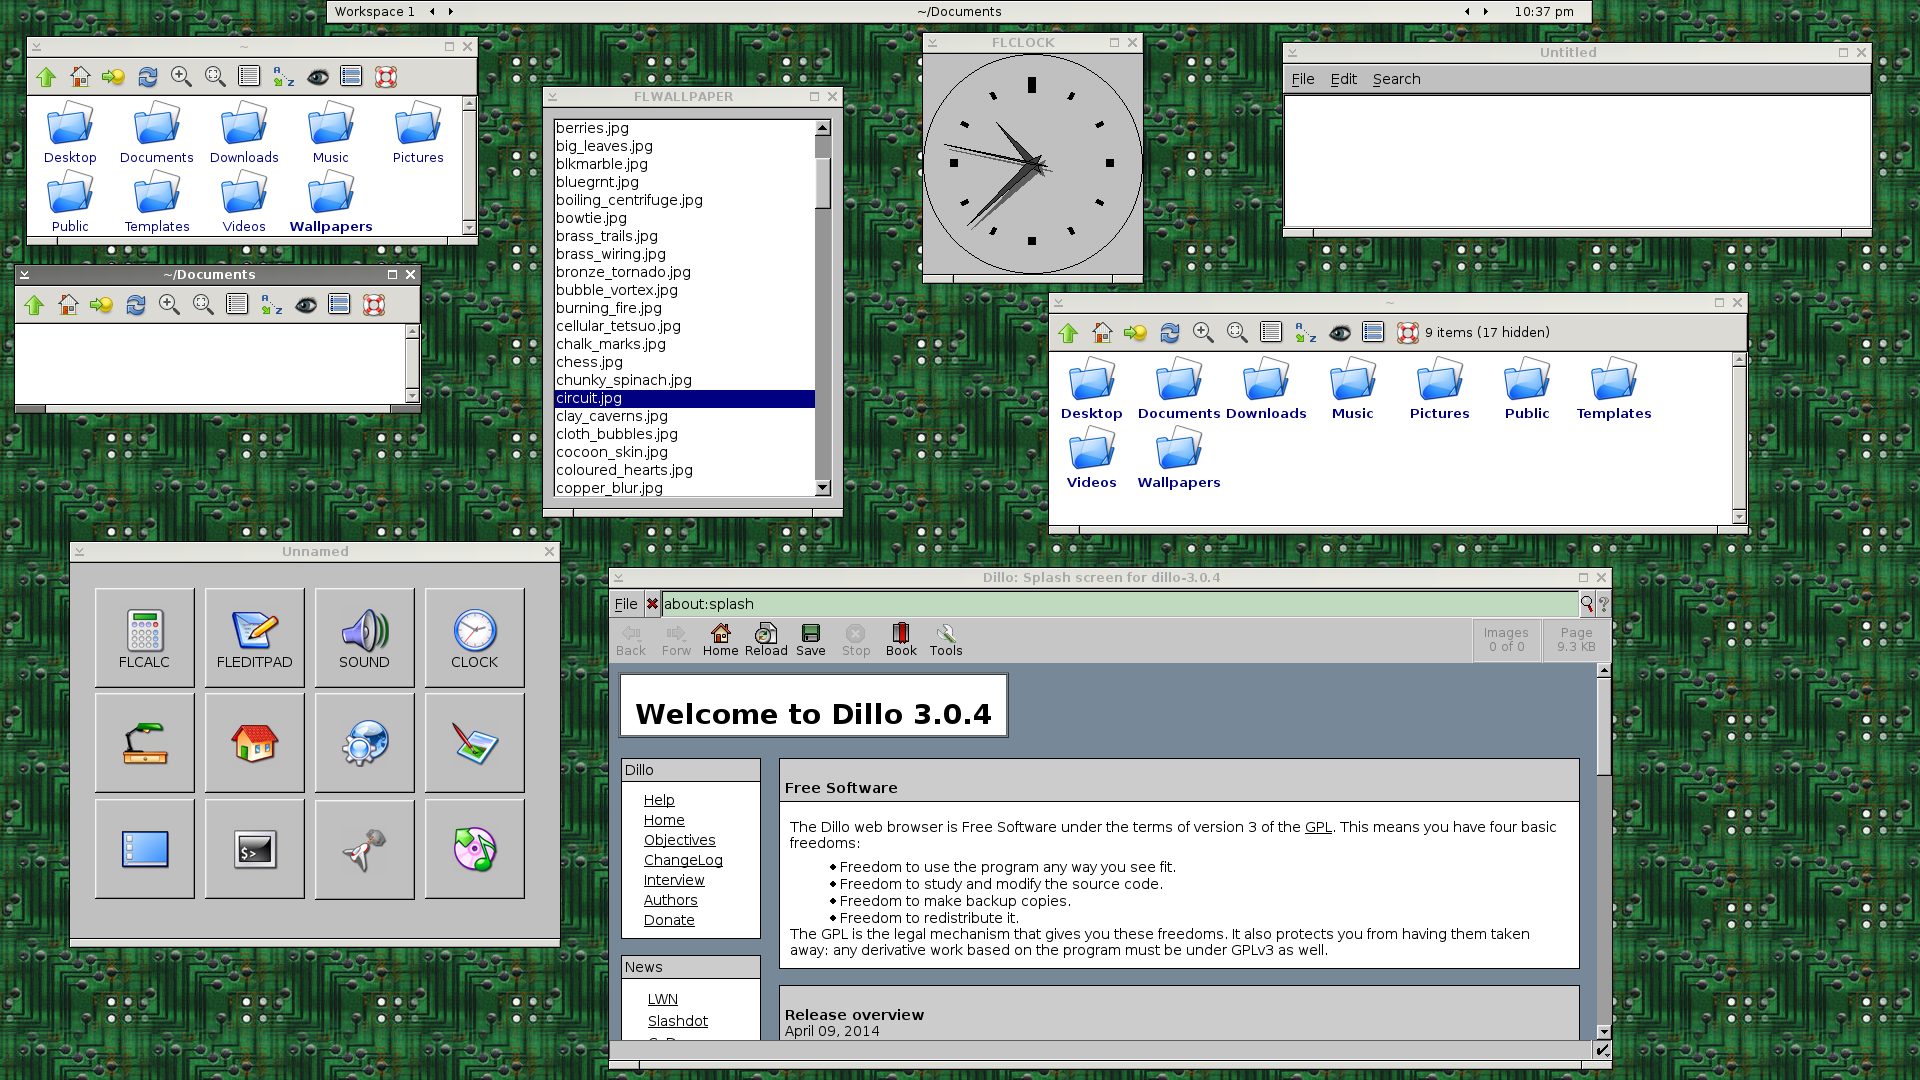 Workspace 1
~/Documents
10:37 pm
~
Desktop Documents Downloads Music Pictures
Public Templates Videos Wallpapers
~/Documents
FLWALLPAPER
berries.jpg
big_leaves.jpg
blkmarble.jpg
bluegrnt.jpg
boiling_centrifuge.jpg
bowtie.jpg
brass_trails.jpg
brass_wiring.jpg
bronze_tornado.jpg
bubble_vortex.jpg
burning_fire.jpg
cellular_tetsuo.jpg
chalk_marks.jpg
chess.jpg
chunky_spinach.jpg
circuit.jpg
clay_caverns.jpg
cloth_bubbles.jpg
cocoon_skin.jpg
coloured_hearts.jpg
copper_blur.jpg
FLCLOCK
Untitled
File Edit Search
~
9 items (17 hidden)
Desktop Documents Downloads Music Pictures Public Templates
Videos Wallpapers
Unnamed
FLCALC FLEDITPAD SOUND CLOCK
$>
Dillo: Splash screen for dillo-3.0.4
File about:splash ?
Back Forw Home Reload Save Stop Book Tools
Images
0 of 0
Page
9.3 KB
Welcome to Dillo 3.0.4
Dillo
Help
Home
Objectives
ChangeLog
Interview
Authors
Donate
News
LWN
Slashdot
Free Software
The Dillo web browser is Free Software under the terms of version 3 of the GPL. This means you have four basic
freedoms:
Freedom to use the program any way you see fit.
Freedom to study and modify the source code.
Freedom to make backup copies.
Freedom to redistribute it.
The GPL is the legal mechanism that gives you these freedoms. It also protects you from having them taken
away: any derivative work based on the program must be under GPLv3 as well.
Release overview
April 09, 2014